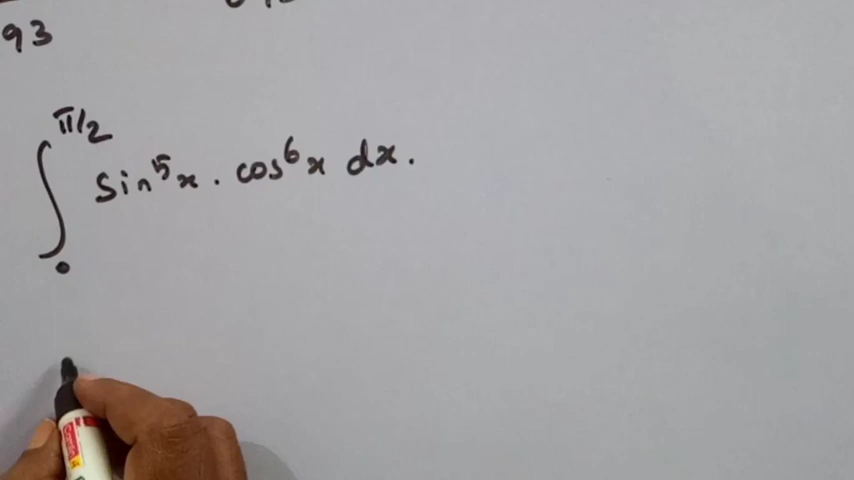 93
∫₀^π/2 sin⁵x . cos⁶x dx.